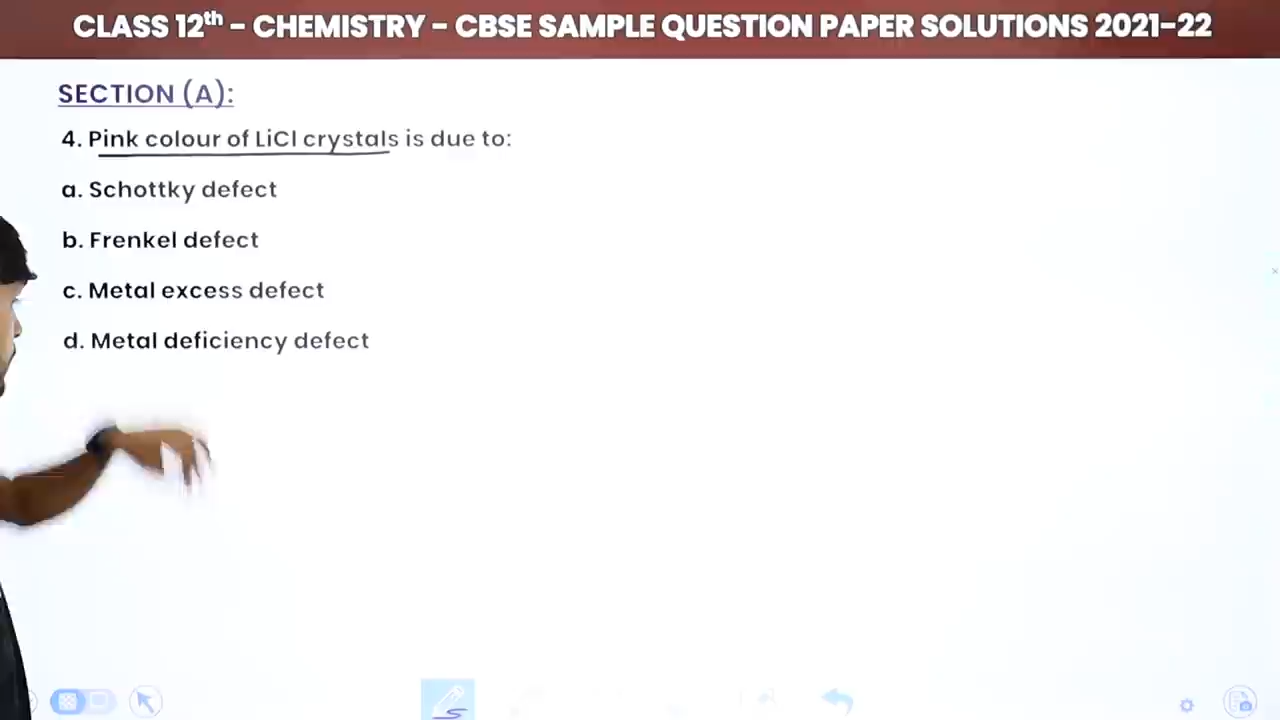 CLASS 12th - CHEMISTRY - CBSE SAMPLE QUESTION PAPER SOLUTIONS 2021-22
SECTION (A):
4. Pink colour of LiCl crystals is due to:
a. Schottky defect
b. Frenkel defect
c. Metal excess defect
d. Metal deficiency defect